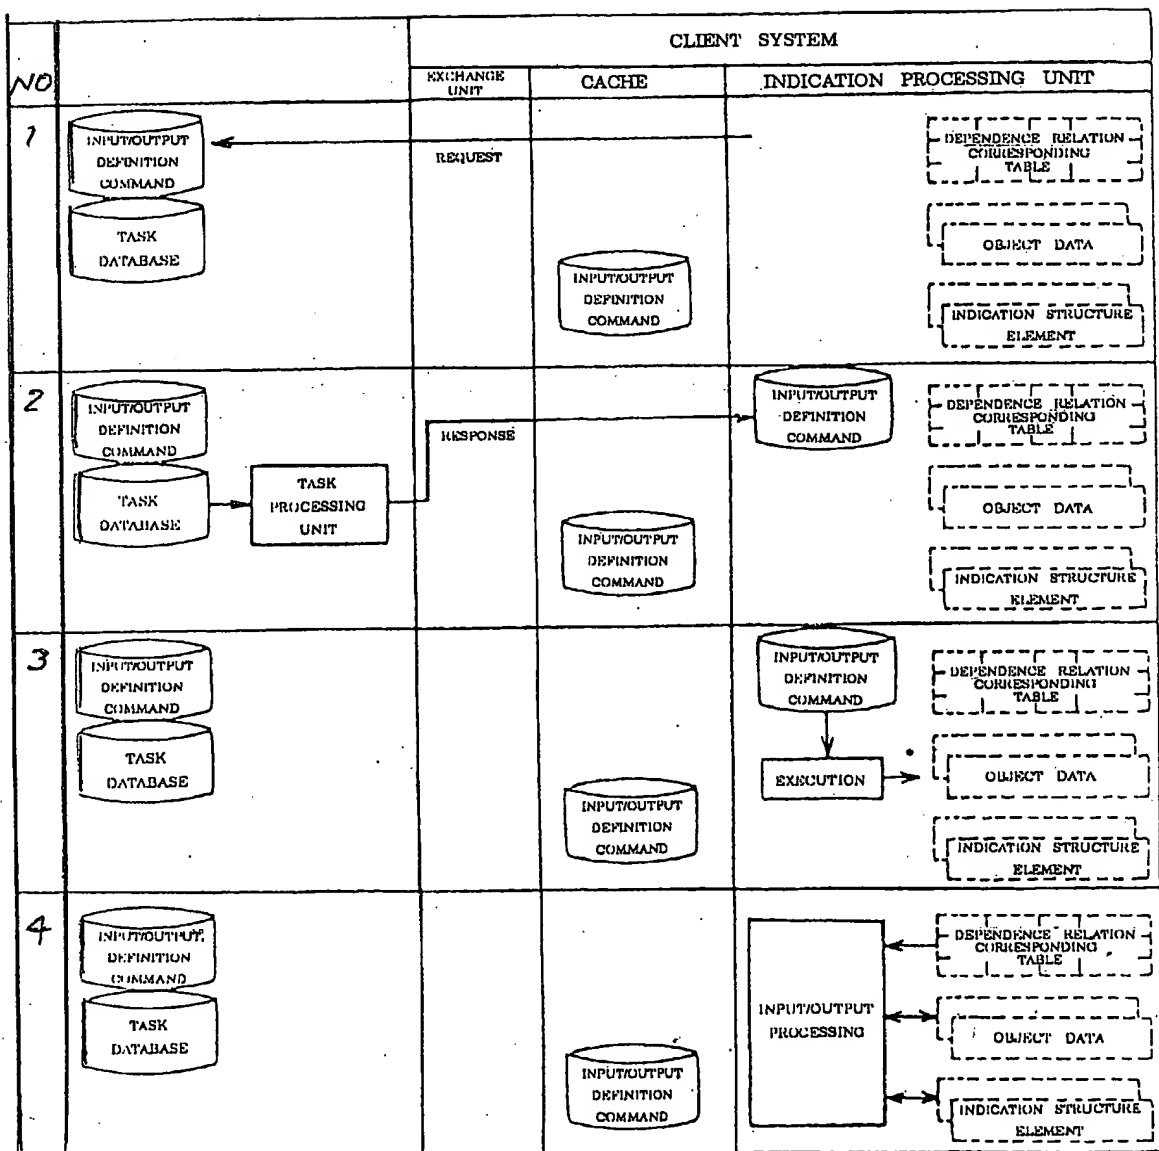 CLIENT SYSTEM
NO
EXCHANGE
UNIT
CACHE
INDICATION PROCESSING UNIT
1
INPUT/OUTPUT
DEFINITION
COMMAND
TASK
DATABASE
REQUEST
INPUT/OUTPUT
DEFINITION
COMMAND
DEPENDENCE RELATION
CORRESPONDING
TABLE
OBJECT DATA
INDICATION STRUCTURE
ELEMENT
2
INPUT/OUTPUT
DEFINITION
COMMAND
TASK
DATABASE
TASK
PROCESSING
UNIT
RESPONSE
INPUT/OUTPUT
DEFINITION
COMMAND
INPUT/OUTPUT
DEFINITION
COMMAND
DEPENDENCE RELATION
CORRESPONDING
TABLE
OBJECT DATA
INDICATION STRUCTURE
ELEMENT
3
INPUT/OUTPUT
DEFINITION
COMMAND
TASK
DATABASE
INPUT/OUTPUT
DEFINITION
COMMAND
INPUT/OUTPUT
DEFINITION
COMMAND
EXECUTION
DEPENDENCE RELATION
CORRESPONDING
TABLE
OBJECT DATA
INDICATION STRUCTURE
ELEMENT
4
INPUT/OUTPUT
DEFINITION
COMMAND
TASK
DATABASE
INPUT/OUTPUT
DEFINITION
COMMAND
INPUT/OUTPUT
PROCESSING
DEPENDENCE RELATION
CORRESPONDING
TABLE
OBJECT DATA
INDICATION STRUCTURE
ELEMENT